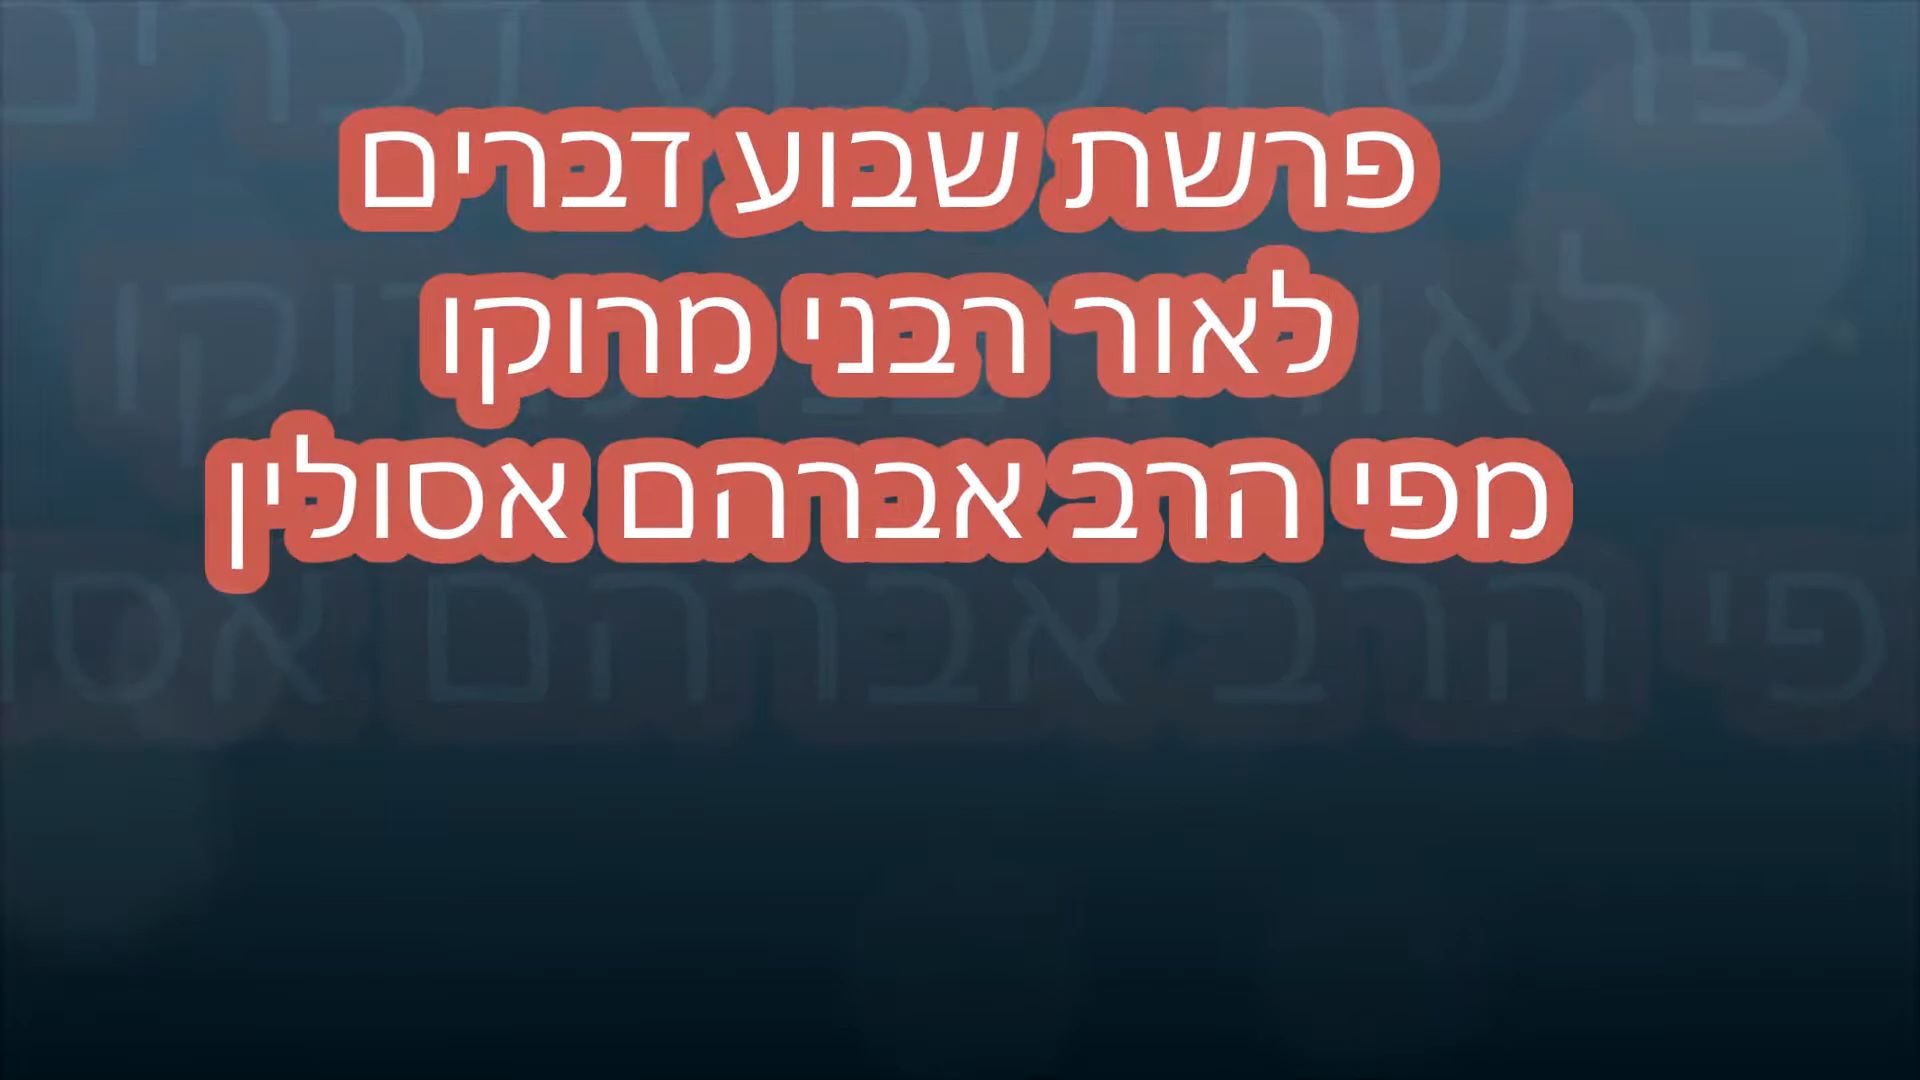 פרשת שבוע דברים
לאור רבני מרוקו
מפי הרב אברהם אסולין